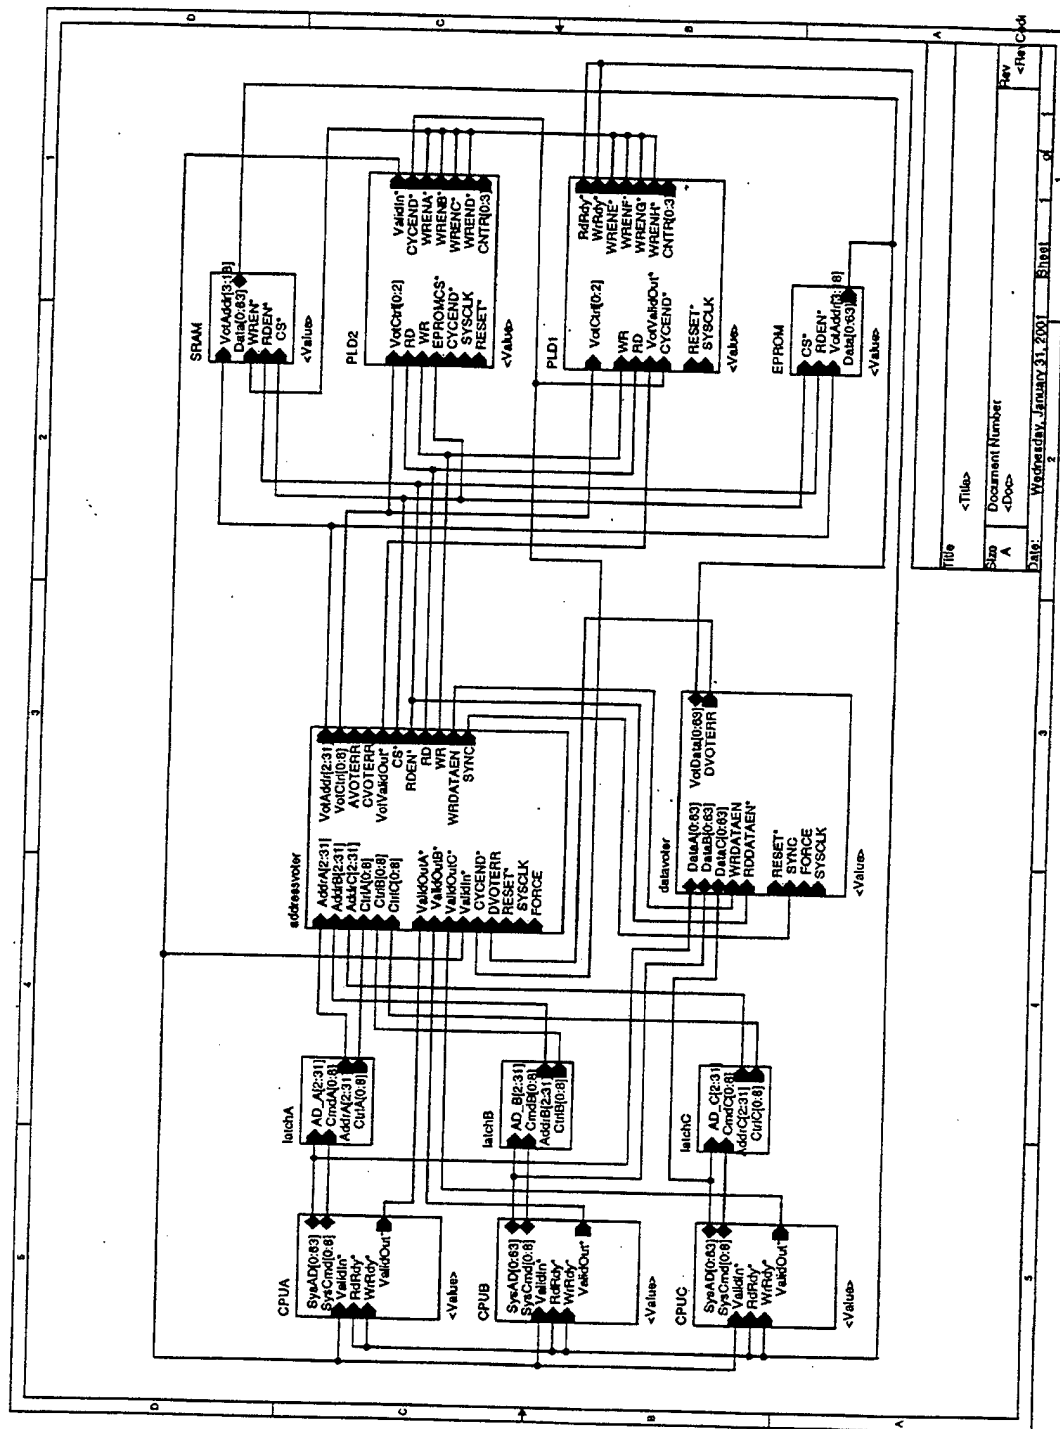 CPUA
SysAD[0:63]
SysCmd[0:8]
ValidIn*
RdRdy*
WrRdy*
ValidOut*
<Value>
CPUB
SysAD[0:63]
SysCmd[0:8]
ValidIn*
RdRdy*
WrRdy*
ValidOut*
<Value>
CPUC
SysAD[0:63]
SysCmd[0:8]
ValidIn*
RdRdy*
WrRdy*
ValidOut*
<Value>
latchA
AD_A[2:31]
CmdA[0:8]
AddrA[2:31]
CtrlA[0:8]
latchB
AD_B[2:31]
CmdB[0:8]
AddrB[2:31]
CtrlB[0:8]
latchC
AD_C[2:31]
CmdC[0:8]
AddrC[2:31]
CtrlC[0:8]
addressvoter
AddrA[2:31]
AddrB[2:31]
AddrC[2:31]
CtrlA[0:8]
CtrlB[0:8]
CtrlC[0:8]
ValidOutA*
ValidOutB*
ValidOutC*
ValidIn*
CYCEND*
DVOTERR
RESET*
SYSCLK
FORCE
VotAddr[2:31]
VotCtrl[0:8]
AVOTERR
CVOTERR
VotValidOut*
CS*
RDEN*
RD
WR
WRDATAEN
SYNC
datavoter
DataA[0:63]
DataB[0:63]
DataC[0:63]
WRDATAEN
RDDATAEN*
RESET*
SYNC
FORCE
SYSCLK
VotData[0:63]
DVOTERR
<Value>
SRAM
VotAddr[3:18]
Data[0:63]
WREN*
RDEN*
CS*
<Value>
PLD2
VotCtrl[0:2]
RD
WR
EPROMCS*
CYCEND*
SYSCLK
RESET*
ValidIn*
CYCEND*
WRENA*
WRENB*
WRENC*
WREND*
CNTR[0:3]
<Value>
PLD1
VotCtrl[0:2]
WR
RD
VotValidOut*
CYCEND*
RESET*
SYSCLK
RdRdy*
WrRdy*
WRENE*
WRENF*
WRENG*
WRENH*
CNTR[0:3]
<Value>
EPROM
CS*
RDEN*
VotAddr[3:18]
Data[0:63]
<Value>
Title
<Title>
Size
A
Document Number
<Doc>
Rev
<RevCode
Date:
Wednesday, January 31, 2001
Sheet
1
of
1
5
4
3
2
1
5
4
3
2
1
D
C
B
A
D
C
B
A